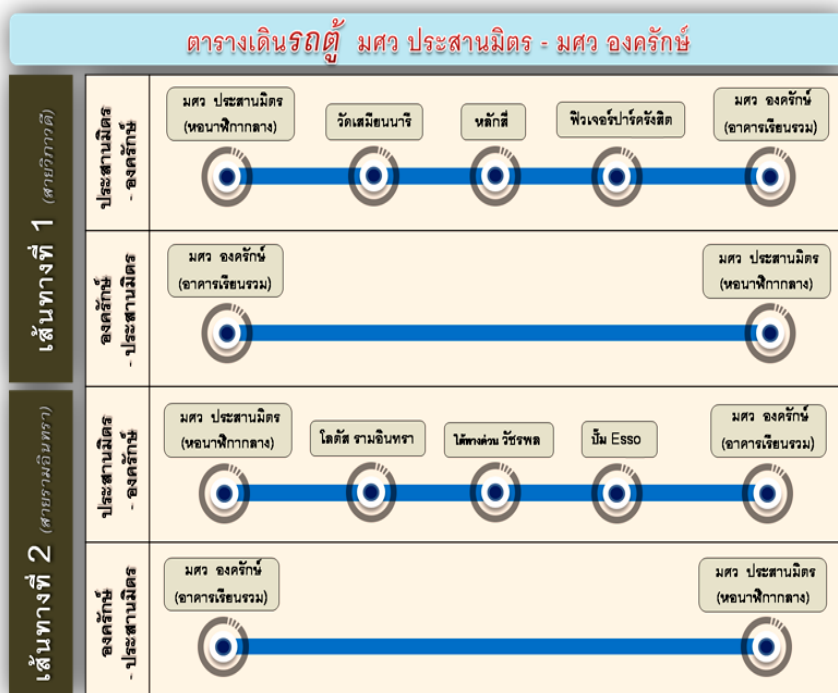 ตารางเดินรถตู้ มศว ประสานมิตร - มศว องครักษ์
เส้นทางที่ 1 (สายวิภาวดี)
ประสานมิตร
- องครักษ์
มศว ประสานมิตร
(หอนาฬิกากลาง)
วัดเสมียนนารี
หลักสี่
ฟิวเจอร์ปาร์ครังสิต
มศว องครักษ์
(อาคารเรียนรวม)
องครักษ์
- ประสานมิตร
มศว องครักษ์
(อาคารเรียนรวม)
มศว ประสานมิตร
(หอนาฬิกากลาง)
เส้นทางที่ 2 (สายรามอินทรา)
ประสานมิตร
- องครักษ์
มศว ประสานมิตร
(หอนาฬิกากลาง)
โลตัส รามอินทรา
ใต้ทางด่วน วัชรพล
ปั๊ม Esso
มศว องครักษ์
(อาคารเรียนรวม)
องครักษ์
- ประสานมิตร
มศว องครักษ์
(อาคารเรียนรวม)
มศว ประสานมิตร
(หอนาฬิกากลาง)